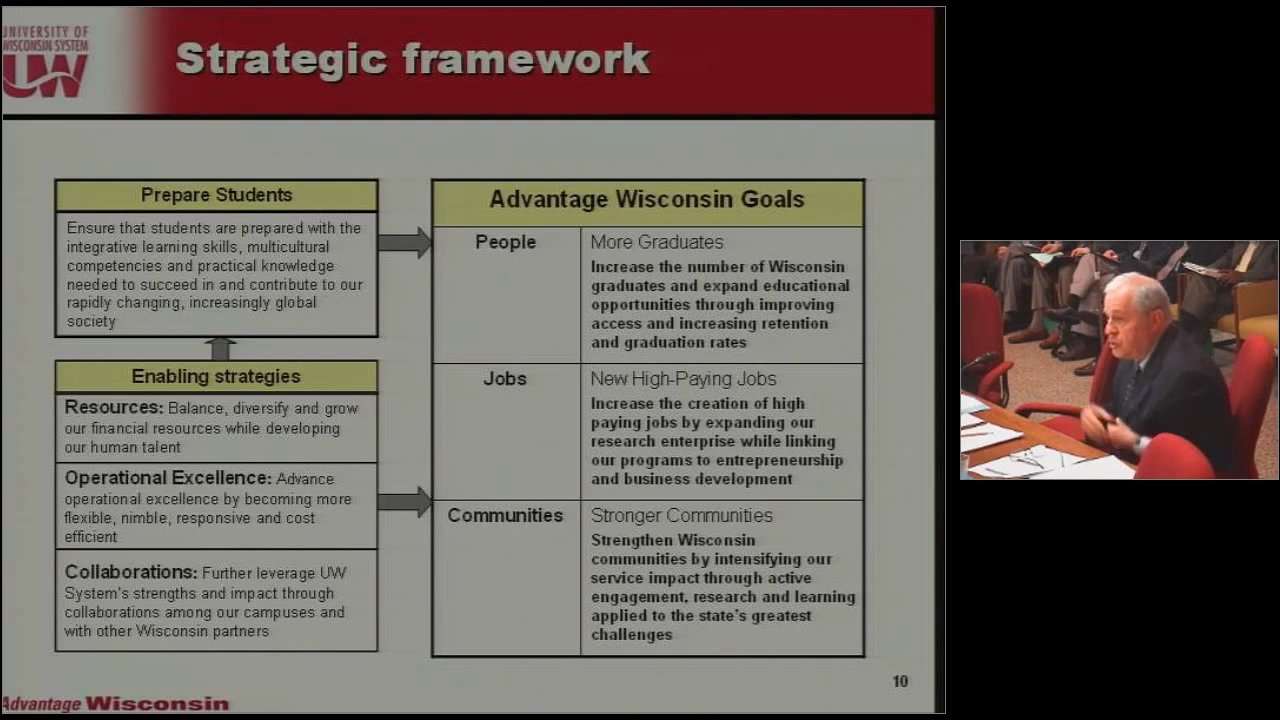 UNIVERSITY OF
WISCONSIN SYSTEM
UW
Strategic framework
Prepare Students
Ensure that students are prepared with the
integrative learning skills, multicultural
competencies and practical knowledge
needed to succeed in and contribute to our
rapidly changing, increasingly global
society
Enabling strategies
Resources: Balance, diversify and grow
our financial resources while developing
our human talent
Operational Excellence: Advance
operational excellence by becoming more
flexible, nimble, responsive and cost
efficient
Collaborations: Further leverage UW
System's strengths and impact through
collaborations among our campuses and
with other Wisconsin partners
Advantage Wisconsin Goals
People
More Graduates
Increase the number of Wisconsin
graduates and expand educational
opportunities through improving
access and increasing retention
and graduation rates
Jobs
New High-Paying Jobs
Increase the creation of high
paying jobs by expanding our
research enterprise while linking
our programs to entrepreneurship
and business development
Communities
Stronger Communities
Strengthen Wisconsin
communities by intensifying our
service impact through active
engagement, research and learning
applied to the state's greatest
challenges
10
Advantage Wisconsin